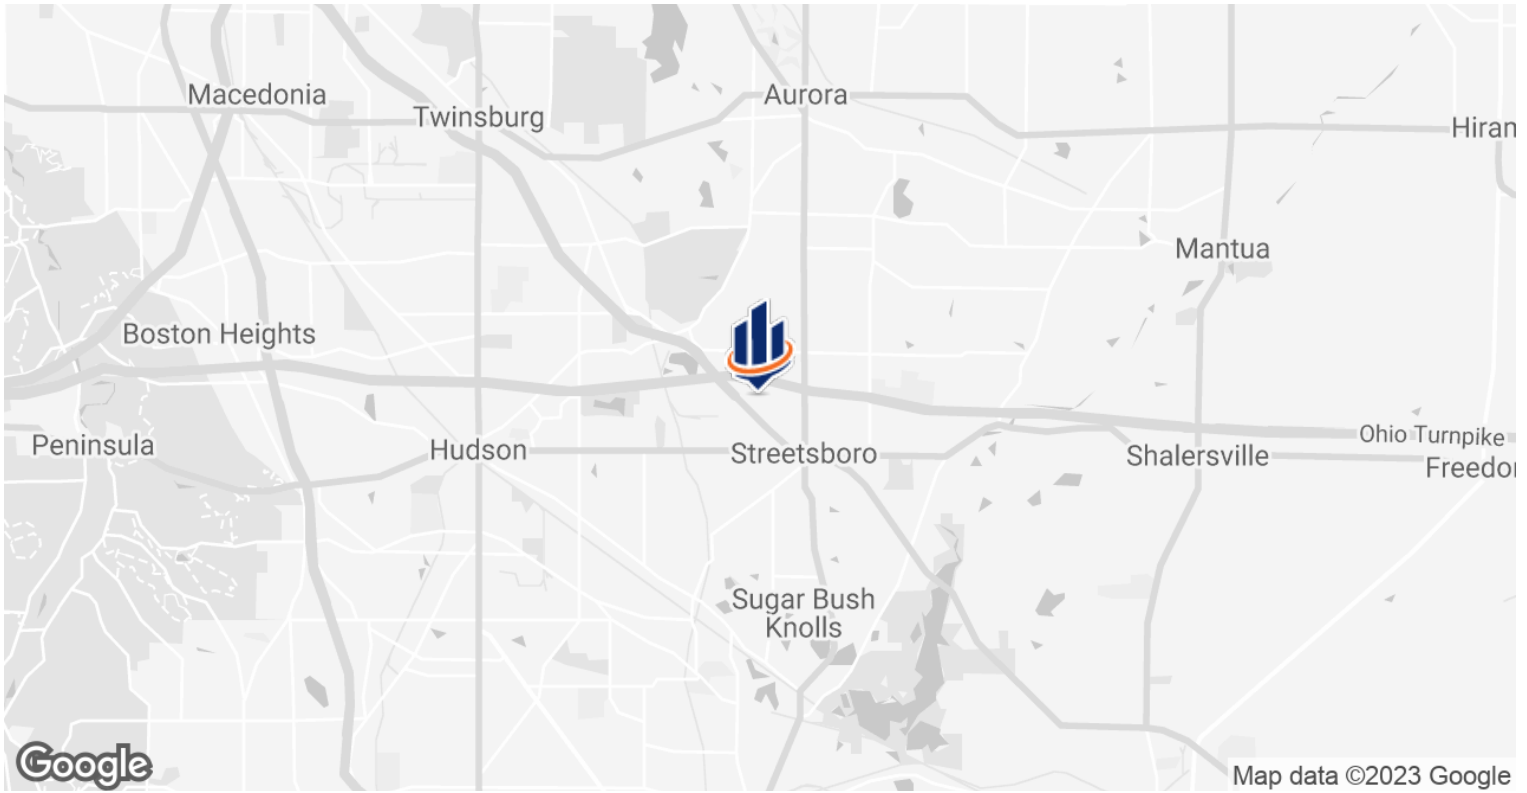 Macedonia
Aurora
Twinsburg
Hiram
Mantua
Boston Heights
Peninsula
Hudson
Streetsboro
Ohio Turnpike
Shalersville
Freedo
Sugar Bush
Knolls
Google
Map data ©2023 Google